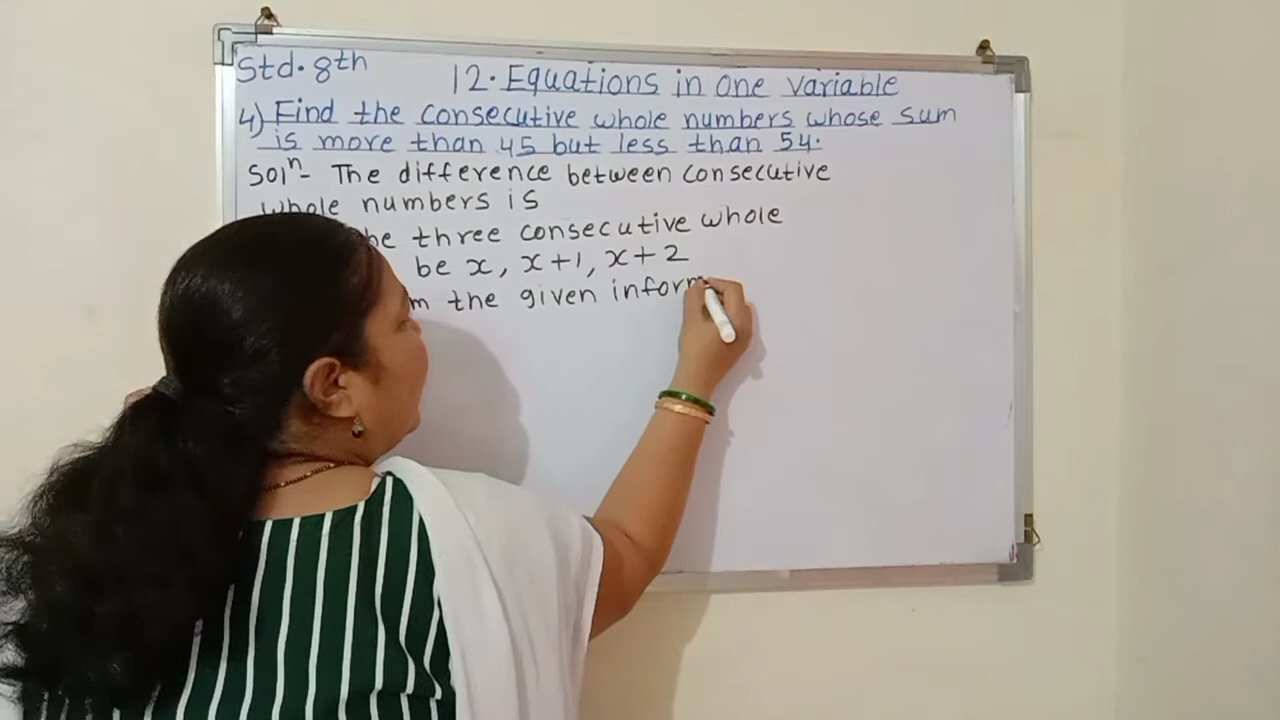 Std. 8th
12. Equations in one variable
4) Find the consecutive whole numbers whose sum
is more than 45 but less than 54.
Solⁿ- The difference between consecutive
whole numbers is
the three consecutive whole
be x, x+1, x+2
the given inform